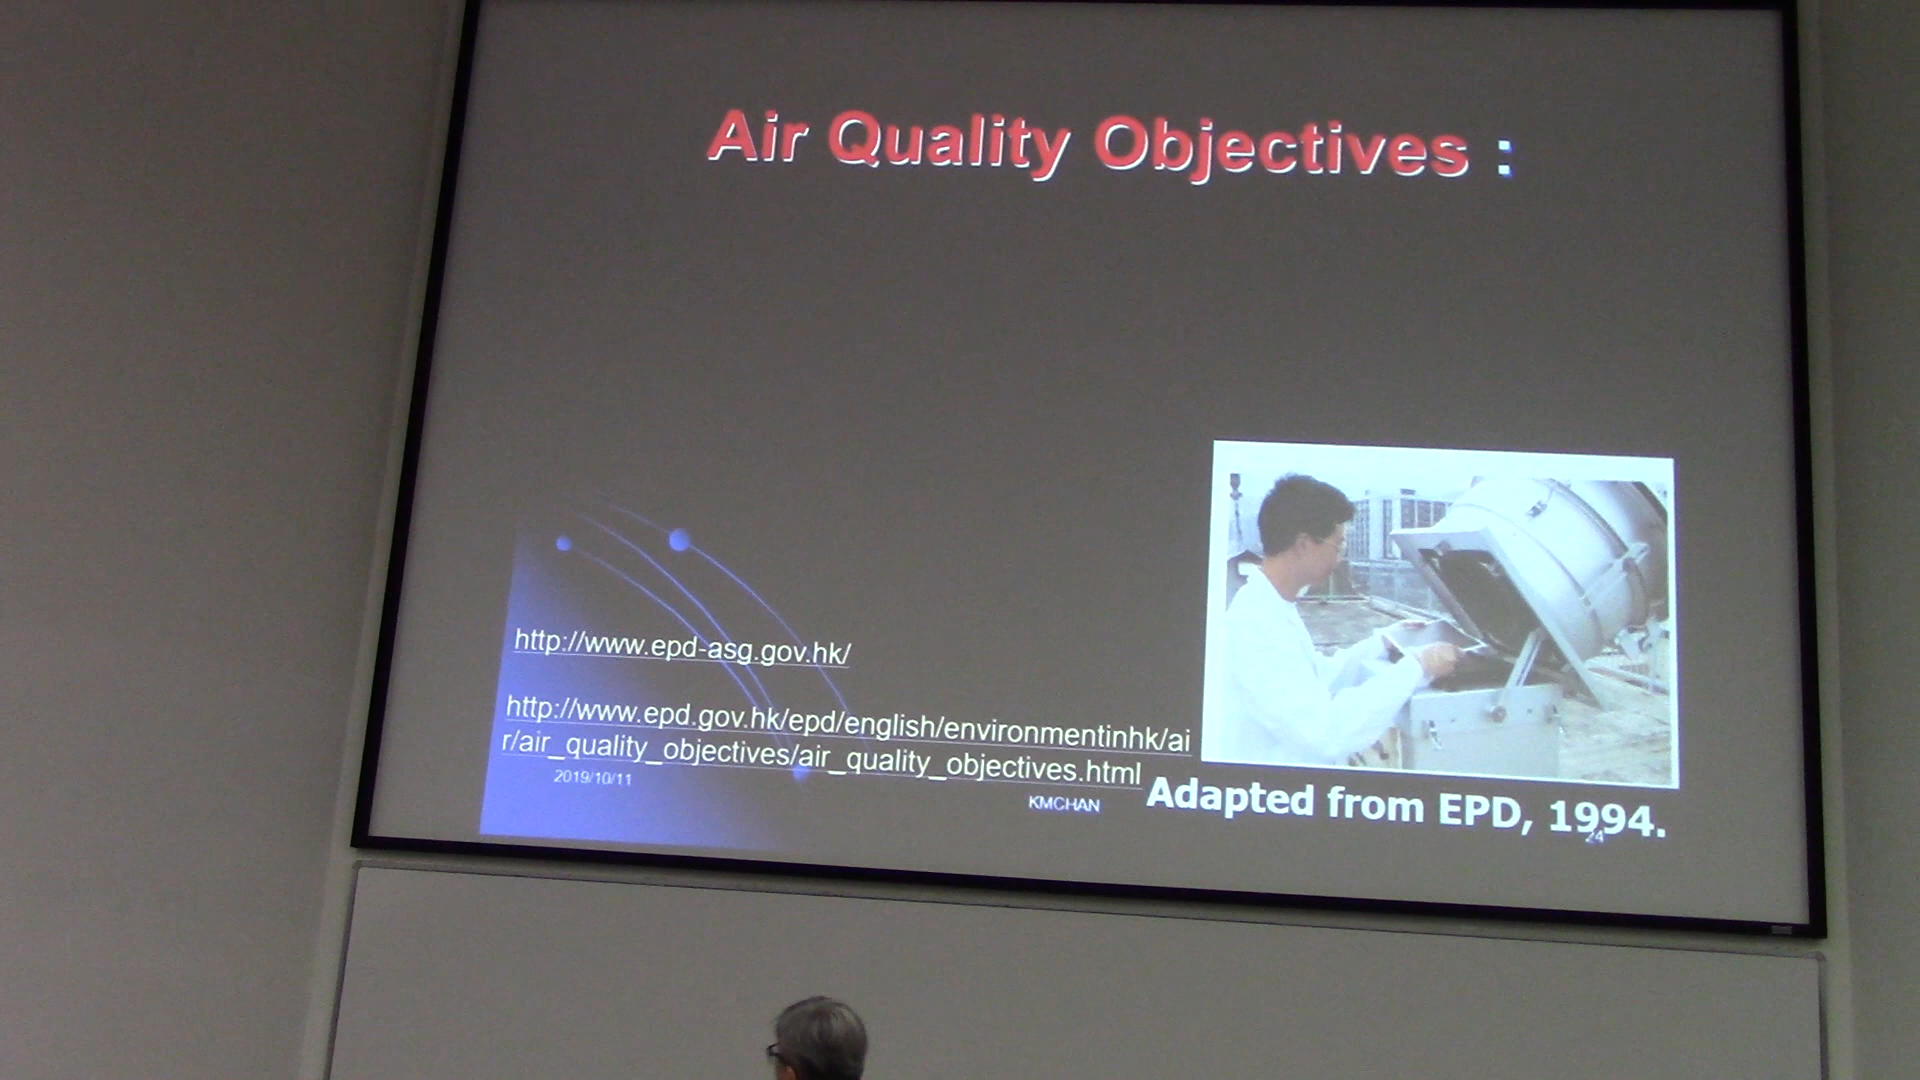 Air Quality Objectives :
http://www.epd-asg.gov.hk/
http://www.epd.gov.hk/epd/english/environmentinhk/ai
r/air_quality_objectives/air_quality_objectives.html
2019/10/11
KMCHAN
Adapted from EPD, 1994.
24